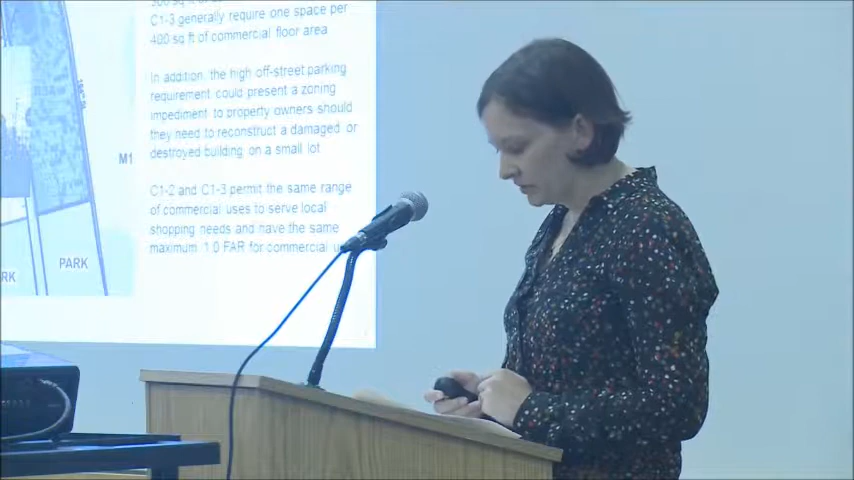 C1-3 generally require one space per
400 sq ft of commercial floor area
In addition, the high off-street parking
requirement could present a zoning
impediment to property owners should
they need to reconstruct a damaged or
destroyed building on a small lot
M1
C1-2 and C1-3 permit the same range
of commercial uses to serve local
shopping needs and have the same
maximum 1.0 FAR for commercial
PARK
PARK